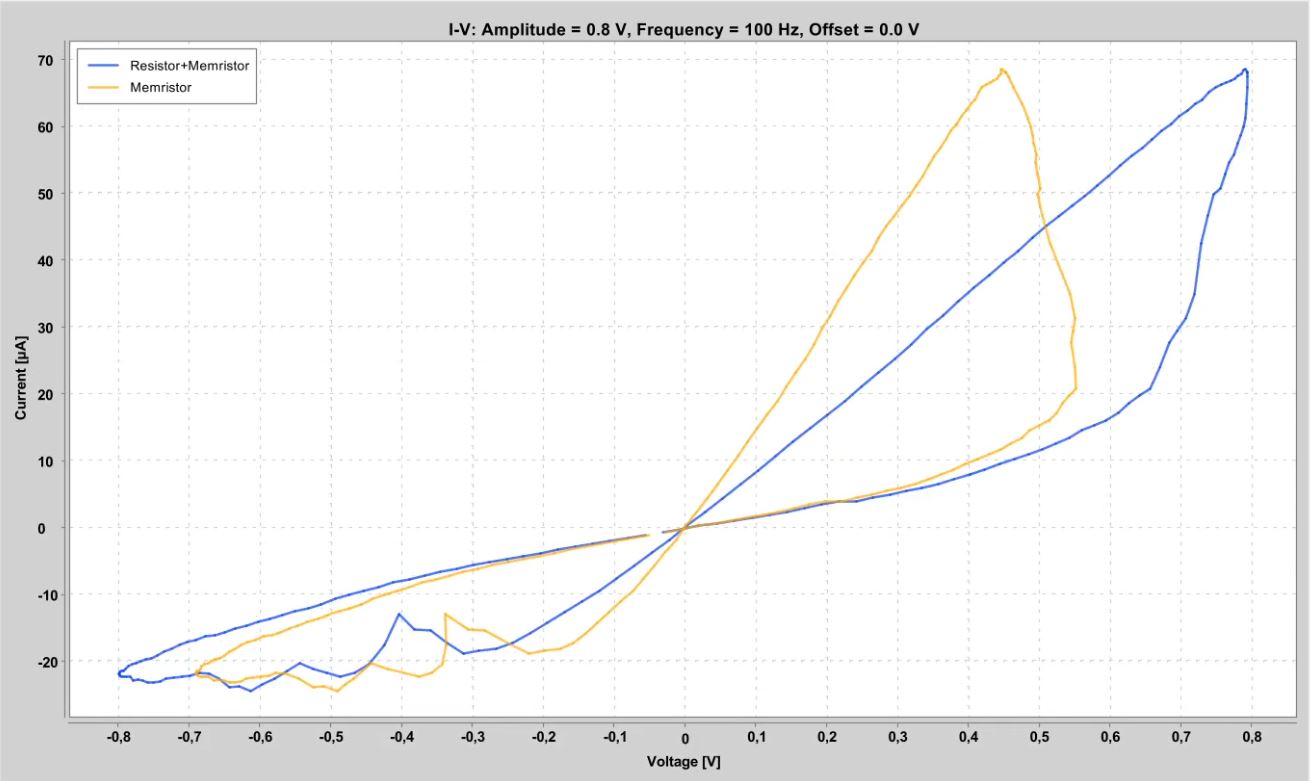 I-V: Amplitude = 0.8 V, Frequency = 100 Hz, Offset = 0.0 V
Resistor+Memristor
Memristor
70
60
50
40
30
20
10
0
-10
-20
Current [µA]
-0,8 -0,7 -0,6 -0,5 -0,4 -0,3 -0,2 -0,1 0 0,1 0,2 0,3 0,4 0,5 0,6 0,7 0,8
Voltage [V]